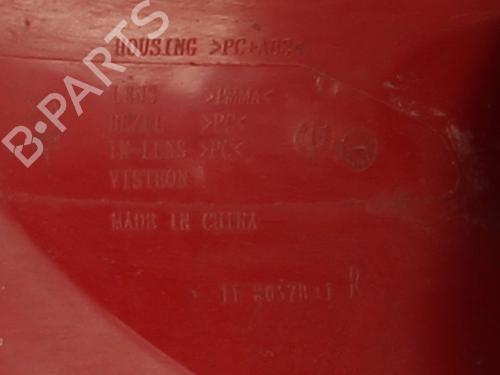 HOUSING >PC+ABS<
LENS >PMMA<
BEZEL >PC<
IN-LENS >PC<
VISTEON
MADE IN CHINA
R
B-PARTS